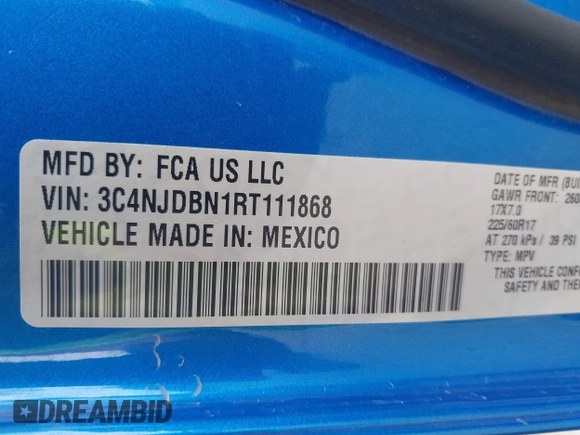 MFD BY: FCA US LLC
VIN: 3C4NJDBN1RT111868
VEHICLE MADE IN: MEXICO
DATE OF MFR
GAWR FRONT:
17X7.0
225/60R17
AT 270 kPa / 39 PSI
TYPE: MPV
THIS VEHICLE
SAFETY AND
DREAMBID